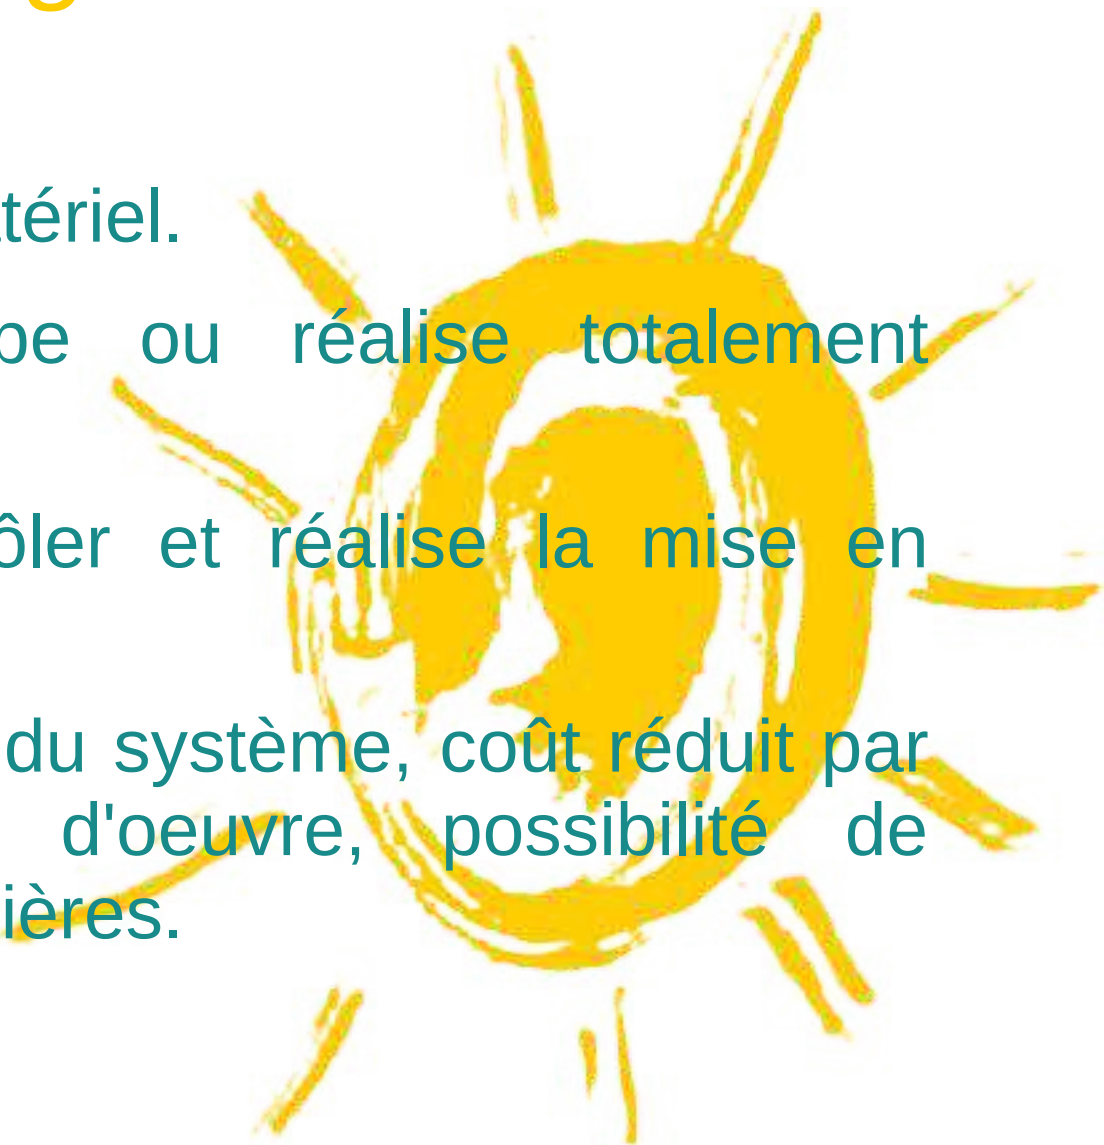 g
tériel.
pe ou réalise totalement
ôler et réalise la mise en
du système, coût réduit par
d'oeuvre, possibilité de
ières.